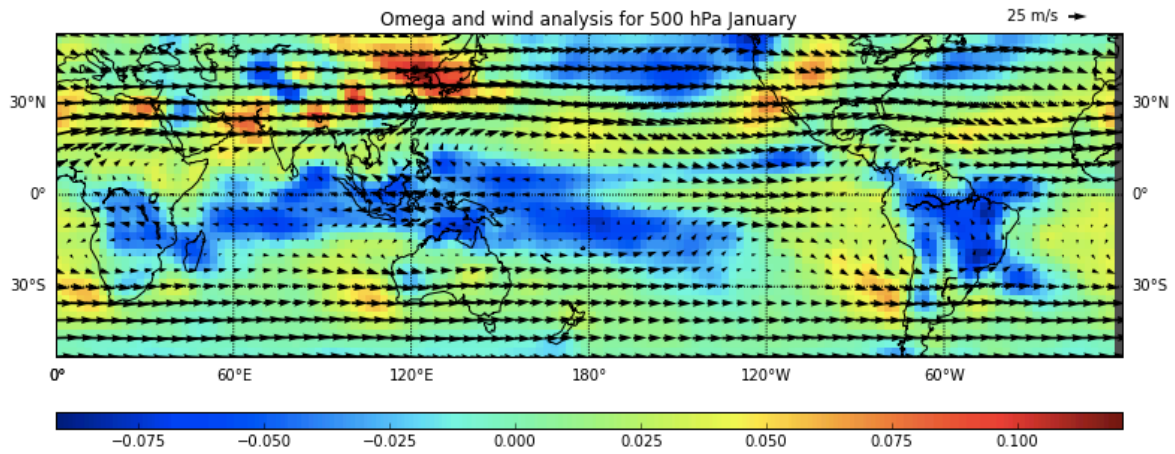 Omega and wind analysis for 500 hPa January
25 m/s
30°N 30°N
0° 0°
30°S 30°S
0° 60°E 120°E 180° 120°W 60°W
−0.075 −0.050 −0.025 0.000 0.025 0.050 0.075 0.100